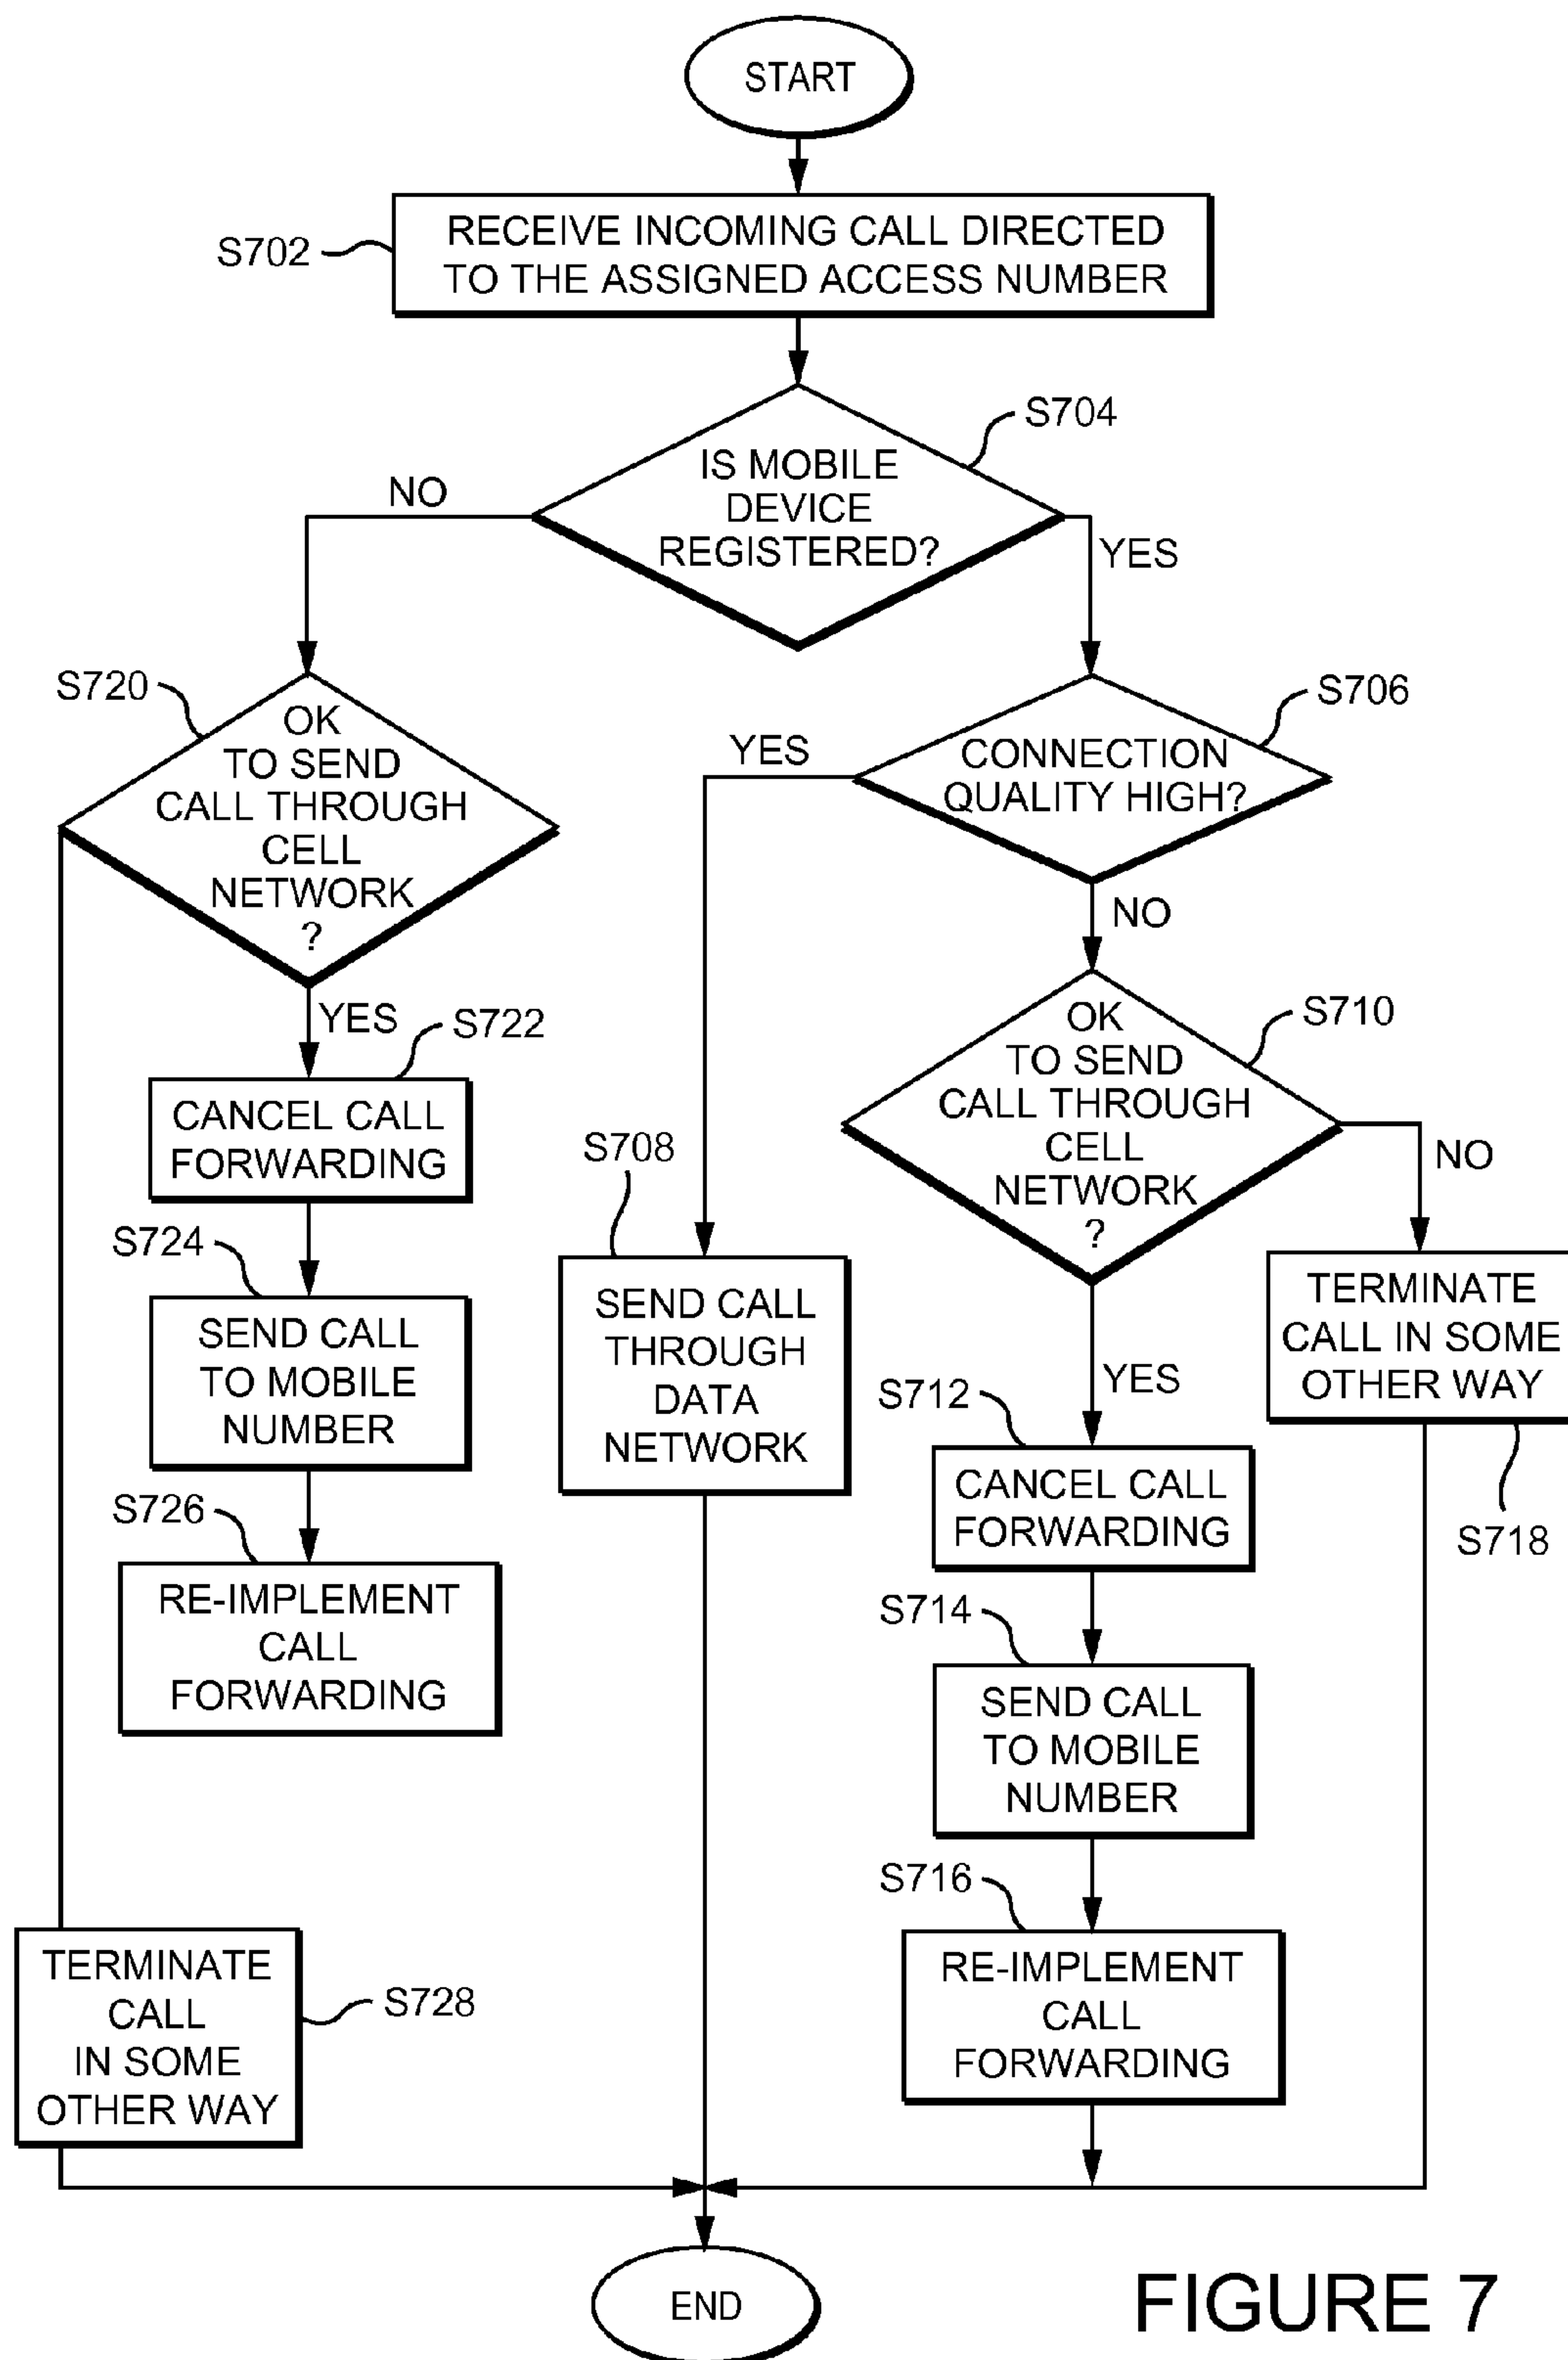 START
S702
RECEIVE INCOMING CALL DIRECTED
TO THE ASSIGNED ACCESS NUMBER
S704
IS MOBILE
DEVICE
REGISTERED?
NO
YES
S720
OK
TO SEND
CALL THROUGH
CELL
NETWORK
?
S706
CONNECTION
QUALITY HIGH?
YES
NO
YES
S722
CANCEL CALL
FORWARDING
S724
SEND CALL
TO MOBILE
NUMBER
S726
RE-IMPLEMENT
CALL
FORWARDING
S708
SEND CALL
THROUGH
DATA
NETWORK
S710
OK
TO SEND
CALL THROUGH
CELL
NETWORK
?
NO
TERMINATE
CALL IN SOME
OTHER WAY
S718
YES
S712
CANCEL CALL
FORWARDING
S714
SEND CALL
TO MOBILE
NUMBER
S716
RE-IMPLEMENT
CALL
FORWARDING
TERMINATE
CALL
IN SOME
OTHER WAY
S728
END
FIGURE 7